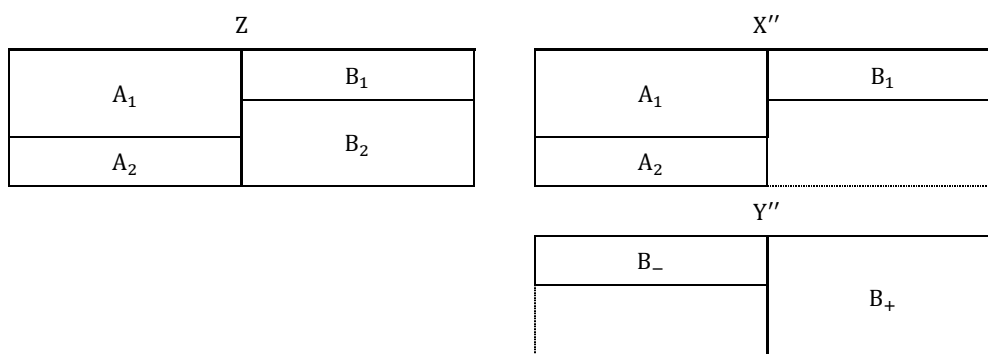 Z
A₁
A₂
B₁
B₂
X′′
A₁
A₂
B₁
Y′′
B₋
B₊